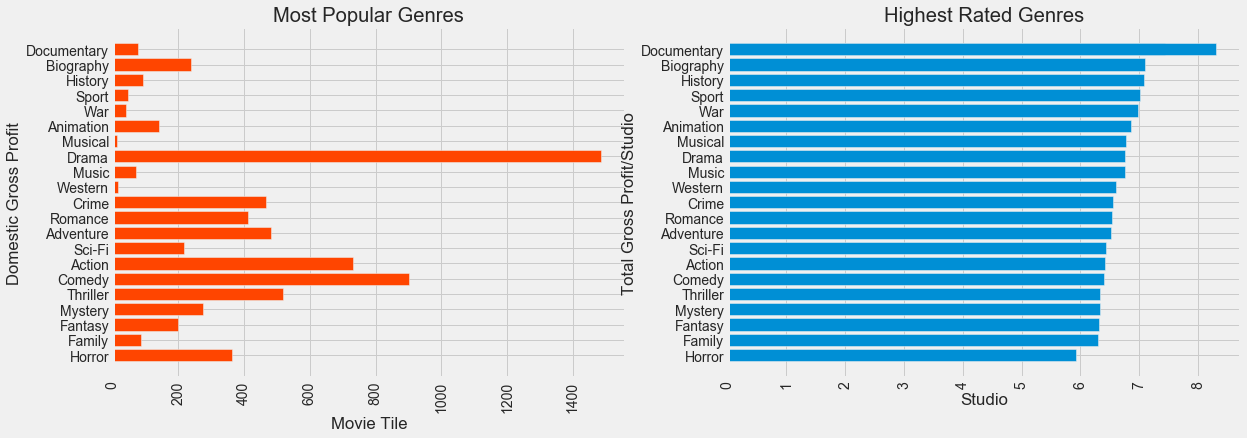 Most Popular Genres
Domestic Gross Profit
Documentary
Biography
History
Sport
War
Animation
Musical
Drama
Music
Western
Crime
Romance
Adventure
Sci-Fi
Action
Comedy
Thriller
Mystery
Fantasy
Family
Horror
0 200 400 600 800 1000 1200 1400
Movie Tile
Highest Rated Genres
Total Gross Profit/Studio
Documentary
Biography
History
Sport
War
Animation
Musical
Drama
Music
Western
Crime
Romance
Adventure
Sci-Fi
Action
Comedy
Thriller
Mystery
Fantasy
Family
Horror
0 1 2 3 4 5 6 7 8
Studio